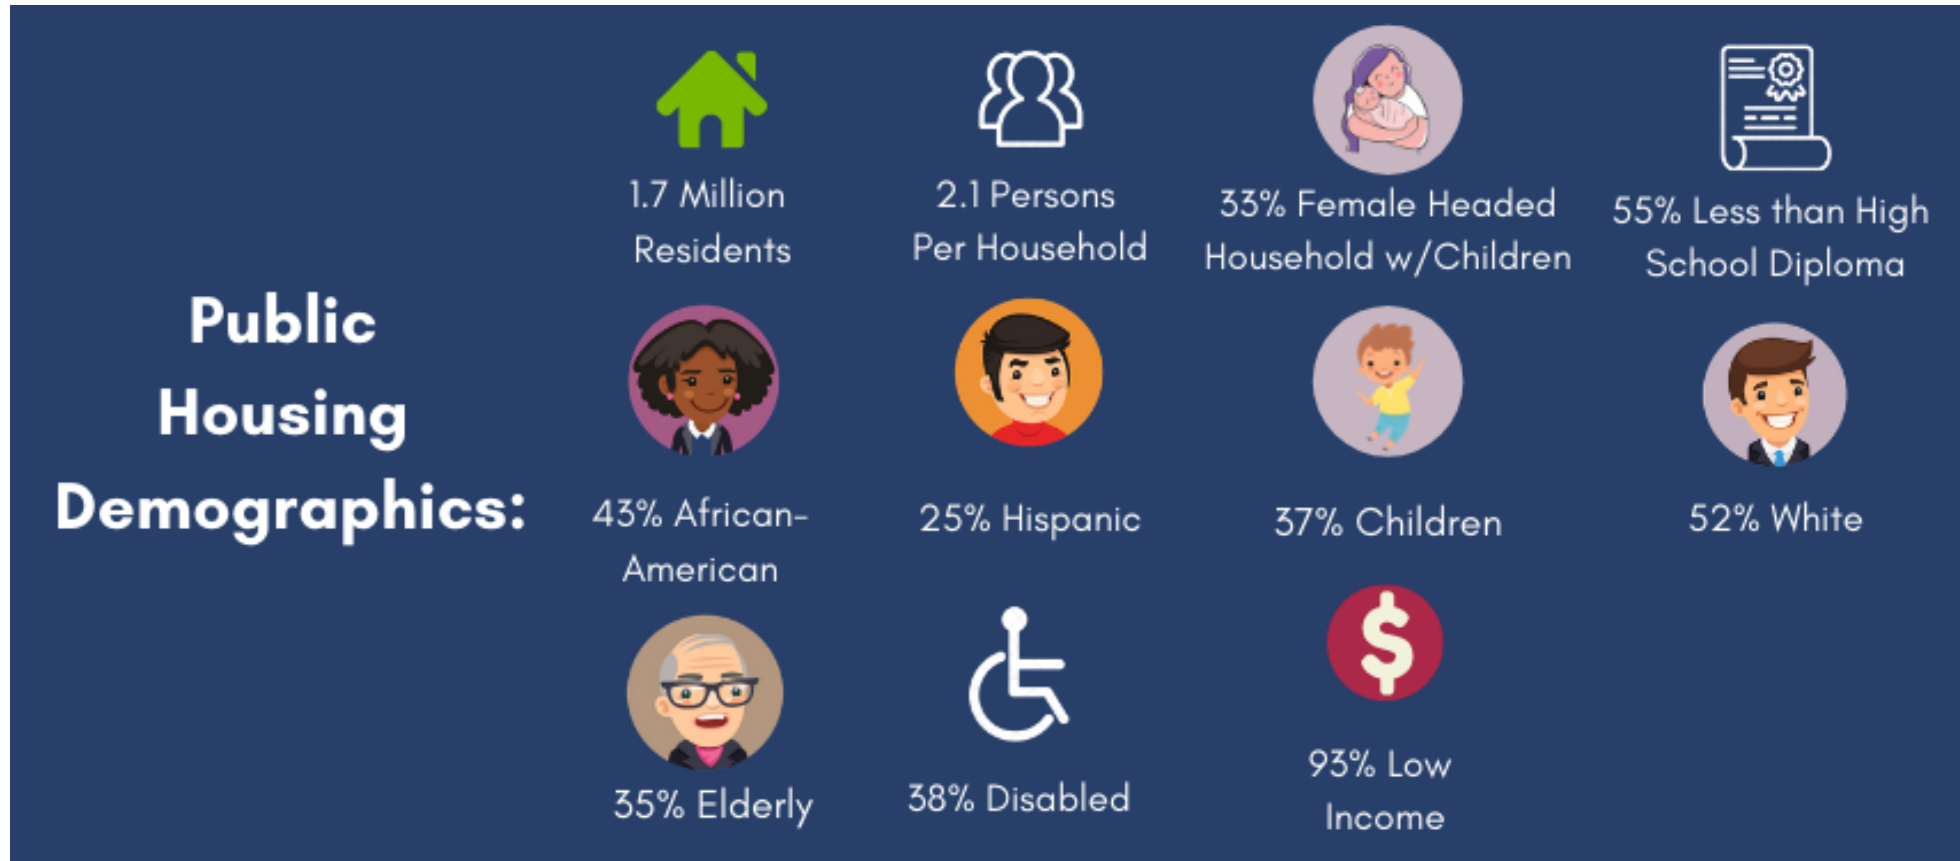 Public
Housing
Demographics:
1.7 Million
Residents
2.1 Persons
Per Household
33% Female Headed
Household w/Children
55% Less than High
School Diploma
43% African-
American
25% Hispanic
37% Children
52% White
35% Elderly
38% Disabled
$
93% Low
Income